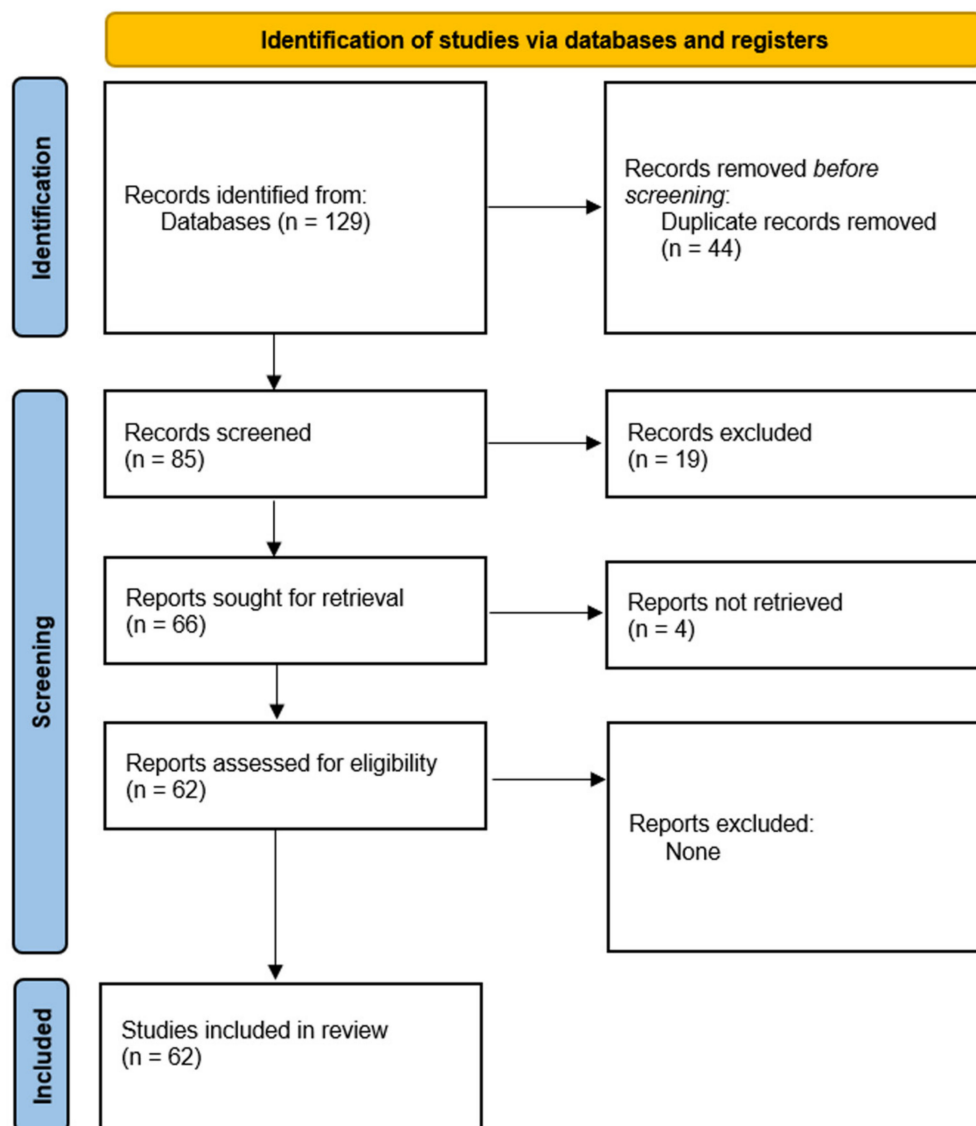 Identification of studies via databases and registers
Identification
Records identified from:
Databases (n = 129)
Records removed before
screening:
Duplicate records removed
(n = 44)
Screening
Records screened
(n = 85)
Records excluded
(n = 19)
Reports sought for retrieval
(n = 66)
Reports not retrieved
(n = 4)
Reports assessed for eligibility
(n = 62)
Reports excluded:
None
Included
Studies included in review
(n = 62)